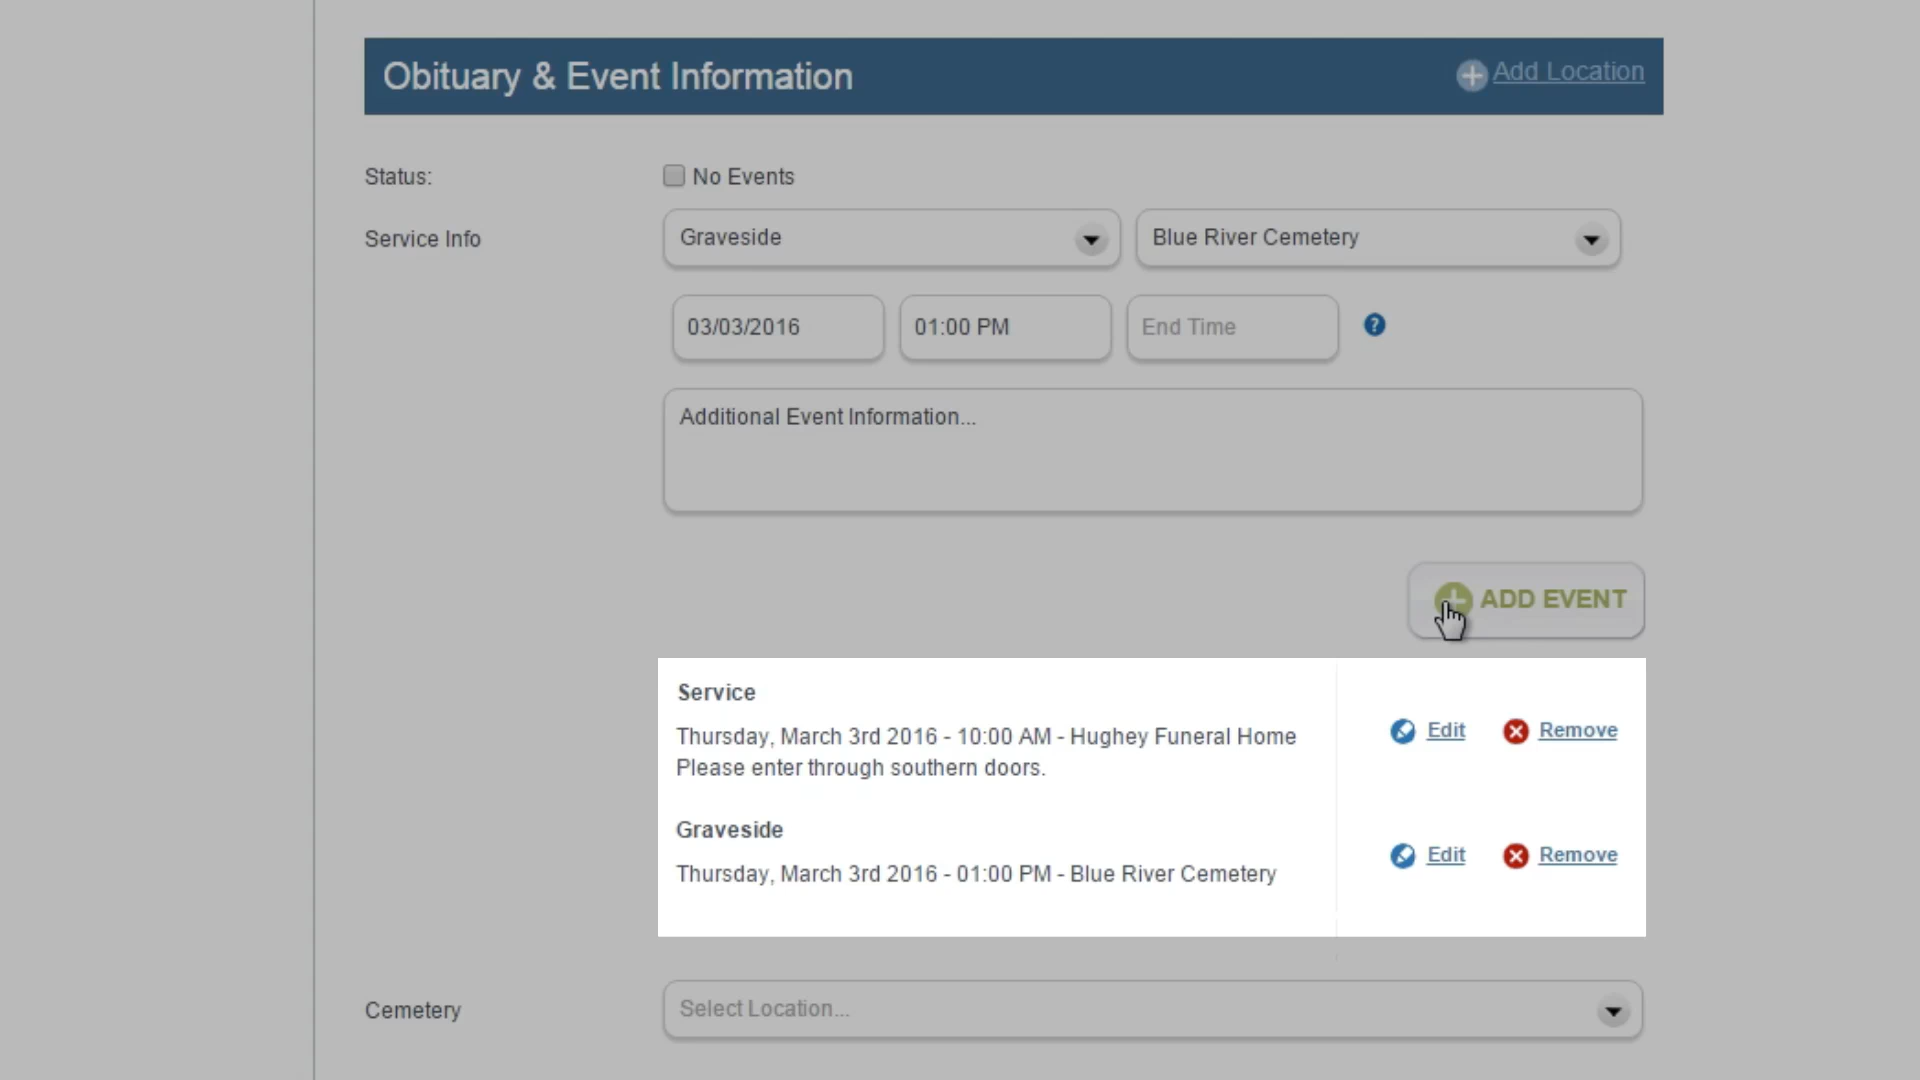 Obituary & Event Information
Add Location
Status:
No Events
Service Info
Graveside
Blue River Cemetery
03/03/2016
01:00 PM
End Time
?
Additional Event Information...
ADD EVENT
Service
Thursday, March 3rd 2016 - 10:00 AM - Hughey Funeral Home
Please enter through southern doors.
Edit
Remove
Graveside
Thursday, March 3rd 2016 - 01:00 PM - Blue River Cemetery
Edit
Remove
Cemetery
Select Location...